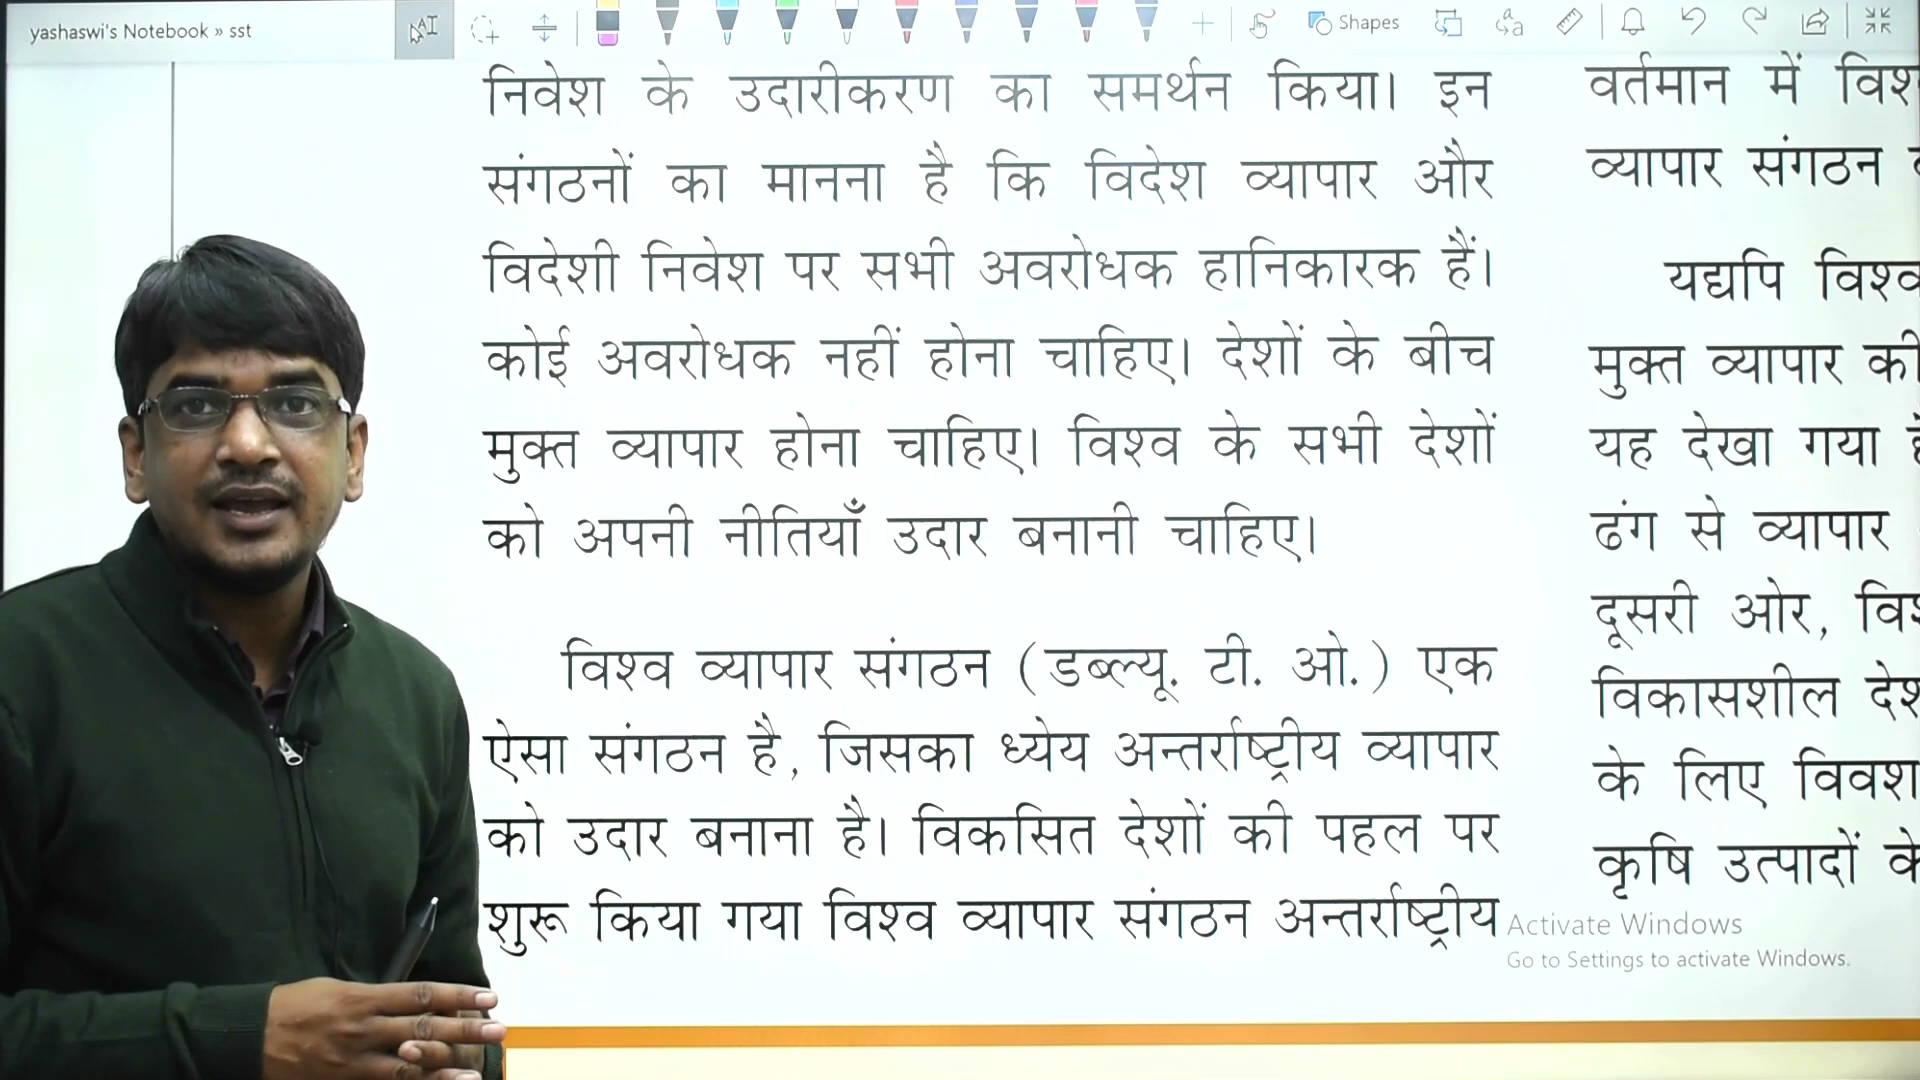 yashaswi's Notebook » sst
Shapes
निवेश के उदारीकरण का समर्थन किया। इन
संगठनों का मानना है कि विदेश व्यापार और
विदेशी निवेश पर सभी अवरोधक हानिकारक हैं।
कोई अवरोधक नहीं होना चाहिए। देशों के बीच
मुक्त व्यापार होना चाहिए। विश्व के सभी देशों
को अपनी नीतियाँ उदार बनानी चाहिए।
विश्व व्यापार संगठन (डब्ल्यू. टी. ओ.) एक
ऐसा संगठन है, जिसका ध्येय अन्तर्राष्ट्रीय व्यापार
को उदार बनाना है। विकसित देशों की पहल पर
शुरू किया गया विश्व व्यापार संगठन अन्तर्राष्ट्रीय
वर्तमान में
व्यापार संगठन
यद्यपि विश्व
मुक्त व्यापार की
यह देखा गया
ढंग से व्यापार
दूसरी ओर,
विकासशील
के लिए विवश
कृषि उत्पादों के
Activate Windows
Go to Settings to activate Windows.